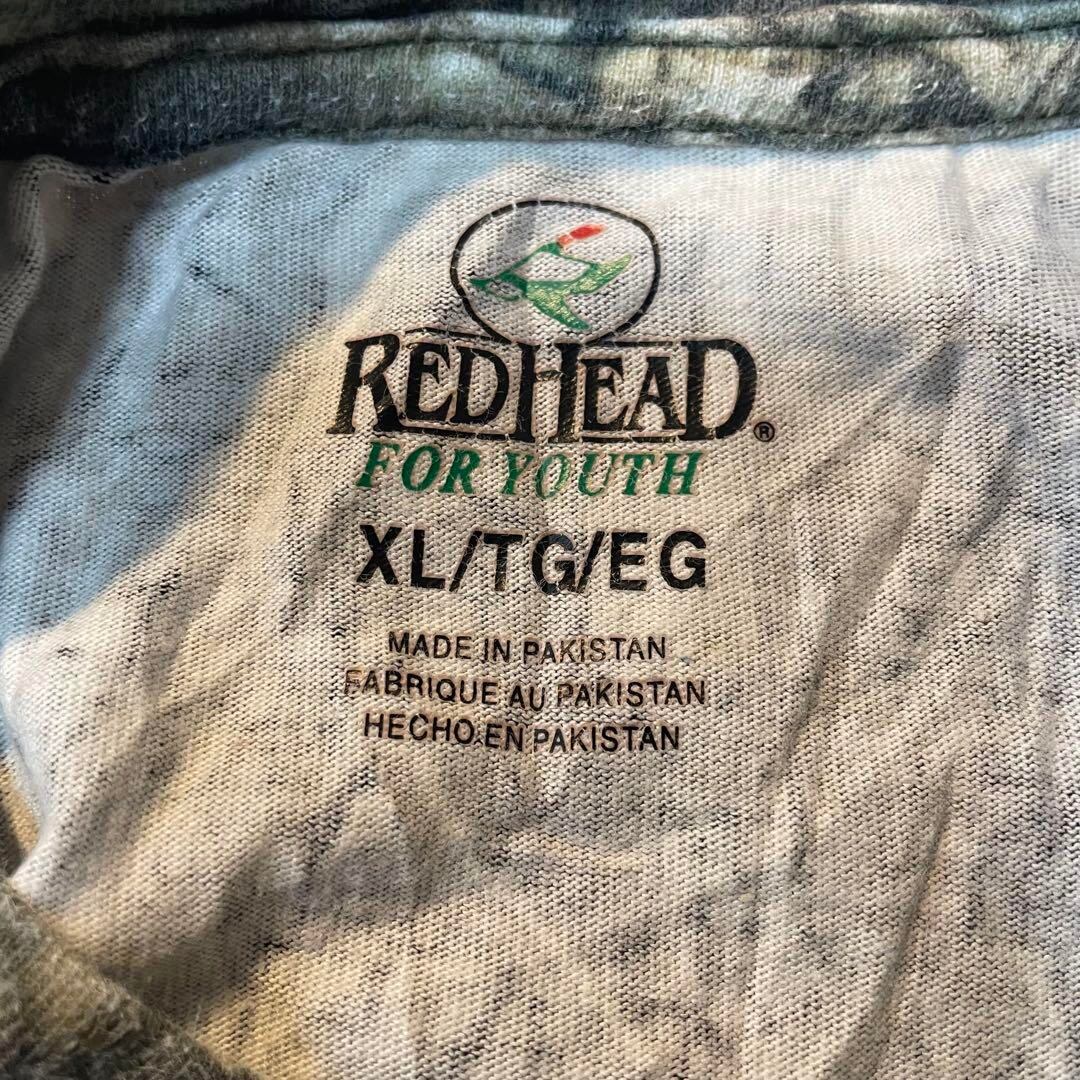 REDHEAD®
FOR YOUTH
XL/TG/EG
MADE IN PAKISTAN
FABRIQUE AU PAKISTAN
HECHO EN PAKISTAN